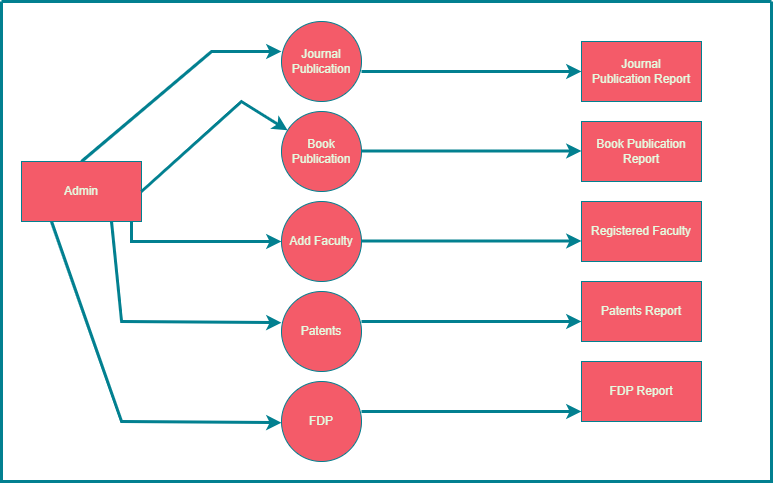 Journal
Publication
Journal
Publication Report
Book
Publication
Book Publication
Report
Admin
Add Faculty
Registered Faculty
Patents
Patents Report
FDP
FDP Report